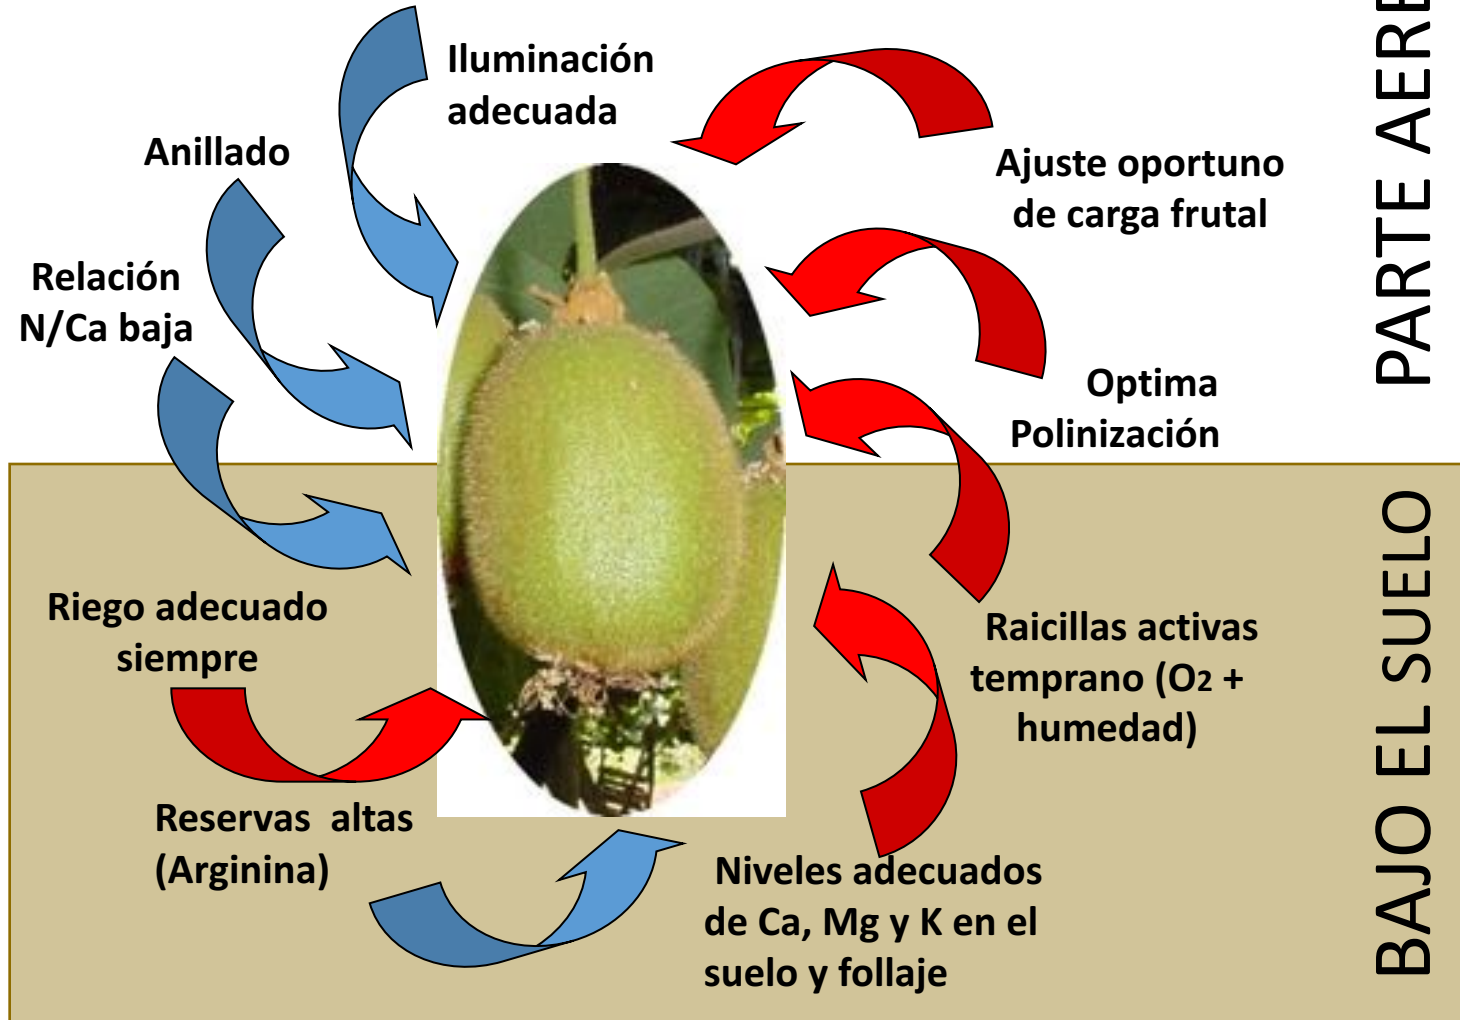 Iluminación
adecuada
Anillado
Ajuste oportuno
de carga frutal
Relación
N/Ca baja
Optima
Polinización
PARTE AERE
Riego adecuado
siempre
Raicillas activas
temprano (O2 +
humedad)
Reservas altas
(Arginina)
Niveles adecuados
de Ca, Mg y K en el
suelo y follaje
BAJO EL SUELO